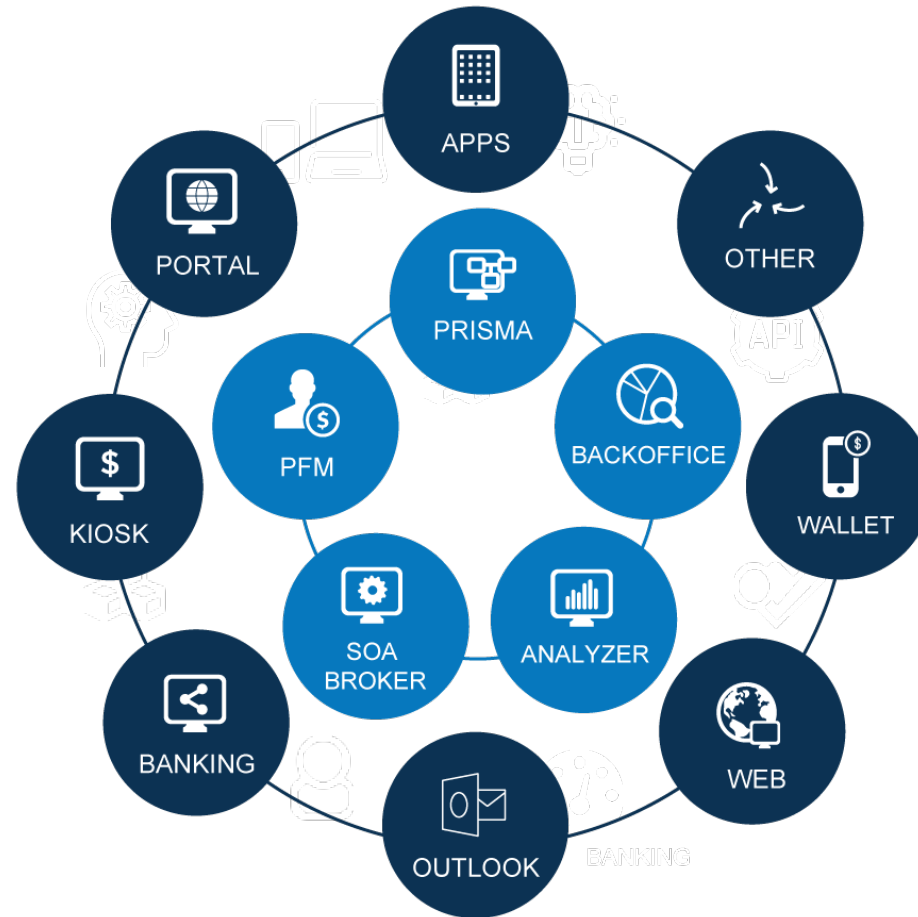 APPS
PORTAL
OTHER
PRISMA
API
PFM
BACKOFFICE
$
$
$
KIOSK
WALLET
SOA
BROKER
ANALYZER
BANKING
WEB
OUTLOOK
BANKING